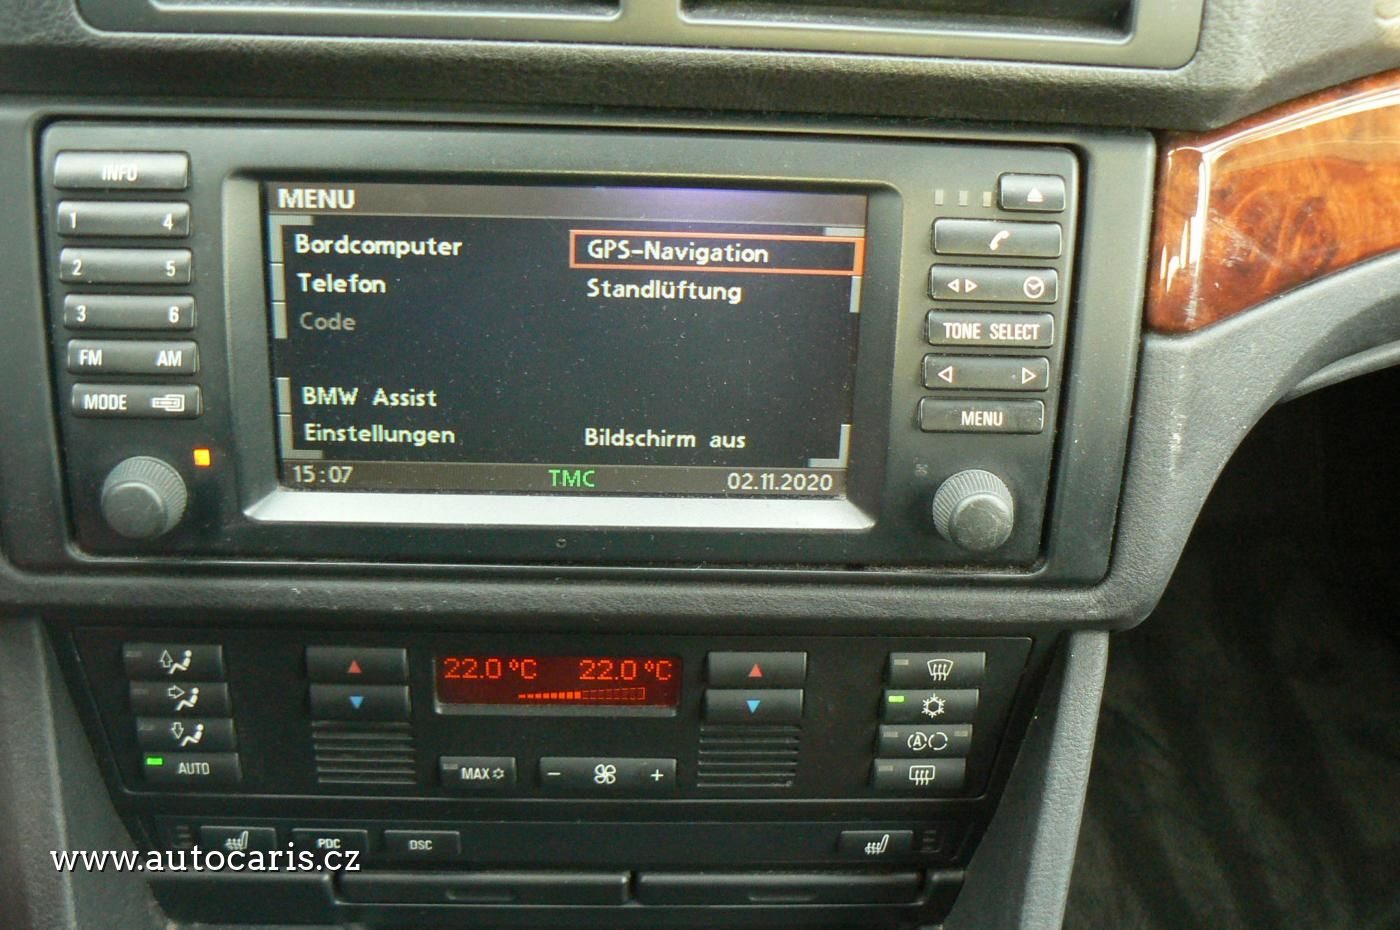 INFO
1 4
2 5
3 6
FM AM
MODE
MENU
Bordcomputer
GPS-Navigation
Telefon
Standlüftung
Code
BMW Assist
Einstellungen
Bildschirm aus
15:07
TMC
02.11.2020
TONE SELECT
MENU
22.0 °C 22.0 °C
AUTO
MAX
- +
A
PDC
DSC
www.autocaris.cz